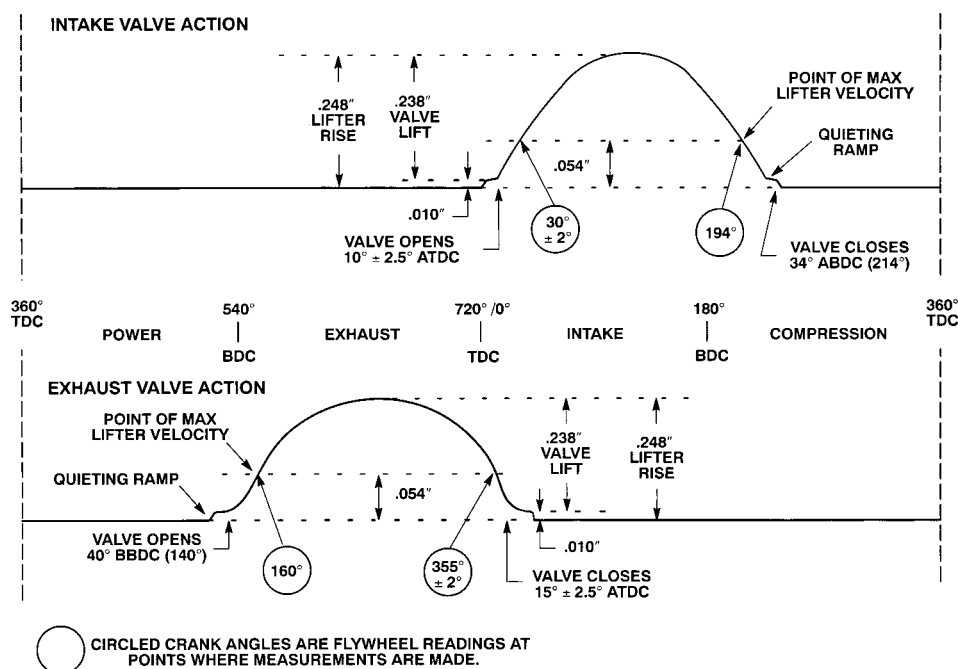 INTAKE VALVE ACTION
.248"
LIFTER
RISE
.238"
VALVE
LIFT
POINT OF MAX
LIFTER VELOCITY
QUIETING
RAMP
.054"
.010"
VALVE OPENS
10° ± 2.5° ATDC
30°
± 2°
194°
VALVE CLOSES
34° ABDC (214°)
360°
TDC
POWER
540°
BDC
EXHAUST
720° /0°
TDC
INTAKE
180°
BDC
COMPRESSION
360°
TDC
EXHAUST VALVE ACTION
POINT OF MAX
LIFTER VELOCITY
QUIETING RAMP
.054"
.238"
VALVE
LIFT
.248"
LIFTER
RISE
VALVE OPENS
40° BBDC (140°)
160°
355°
± 2°
.010"
VALVE CLOSES
15° ± 2.5° ATDC
CIRCLED CRANK ANGLES ARE FLYWHEEL READINGS AT
POINTS WHERE MEASUREMENTS ARE MADE.